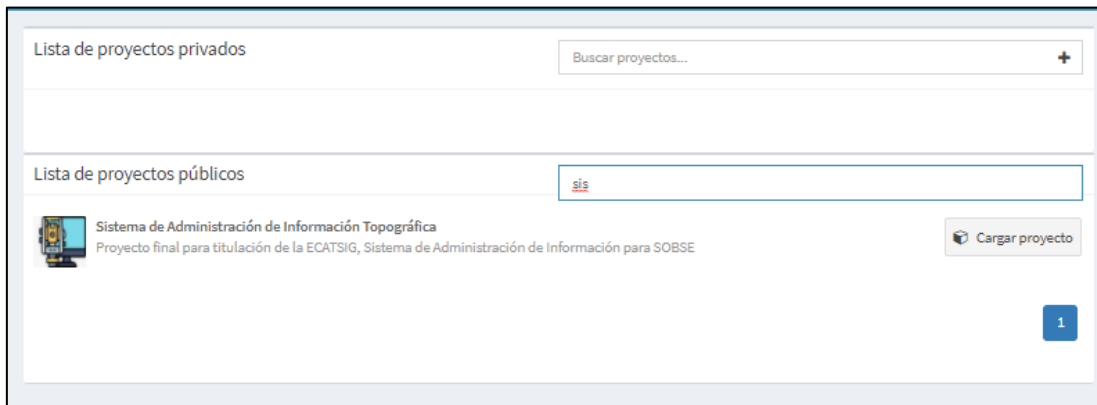 Lista de proyectos privados
Buscar proyectos...
Lista de proyectos públicos
sis
Sistema de Administración de Información Topográfica
Proyecto final para titulación de la ECATSIG, Sistema de Administración de Información para SOBSE
Cargar proyecto
1